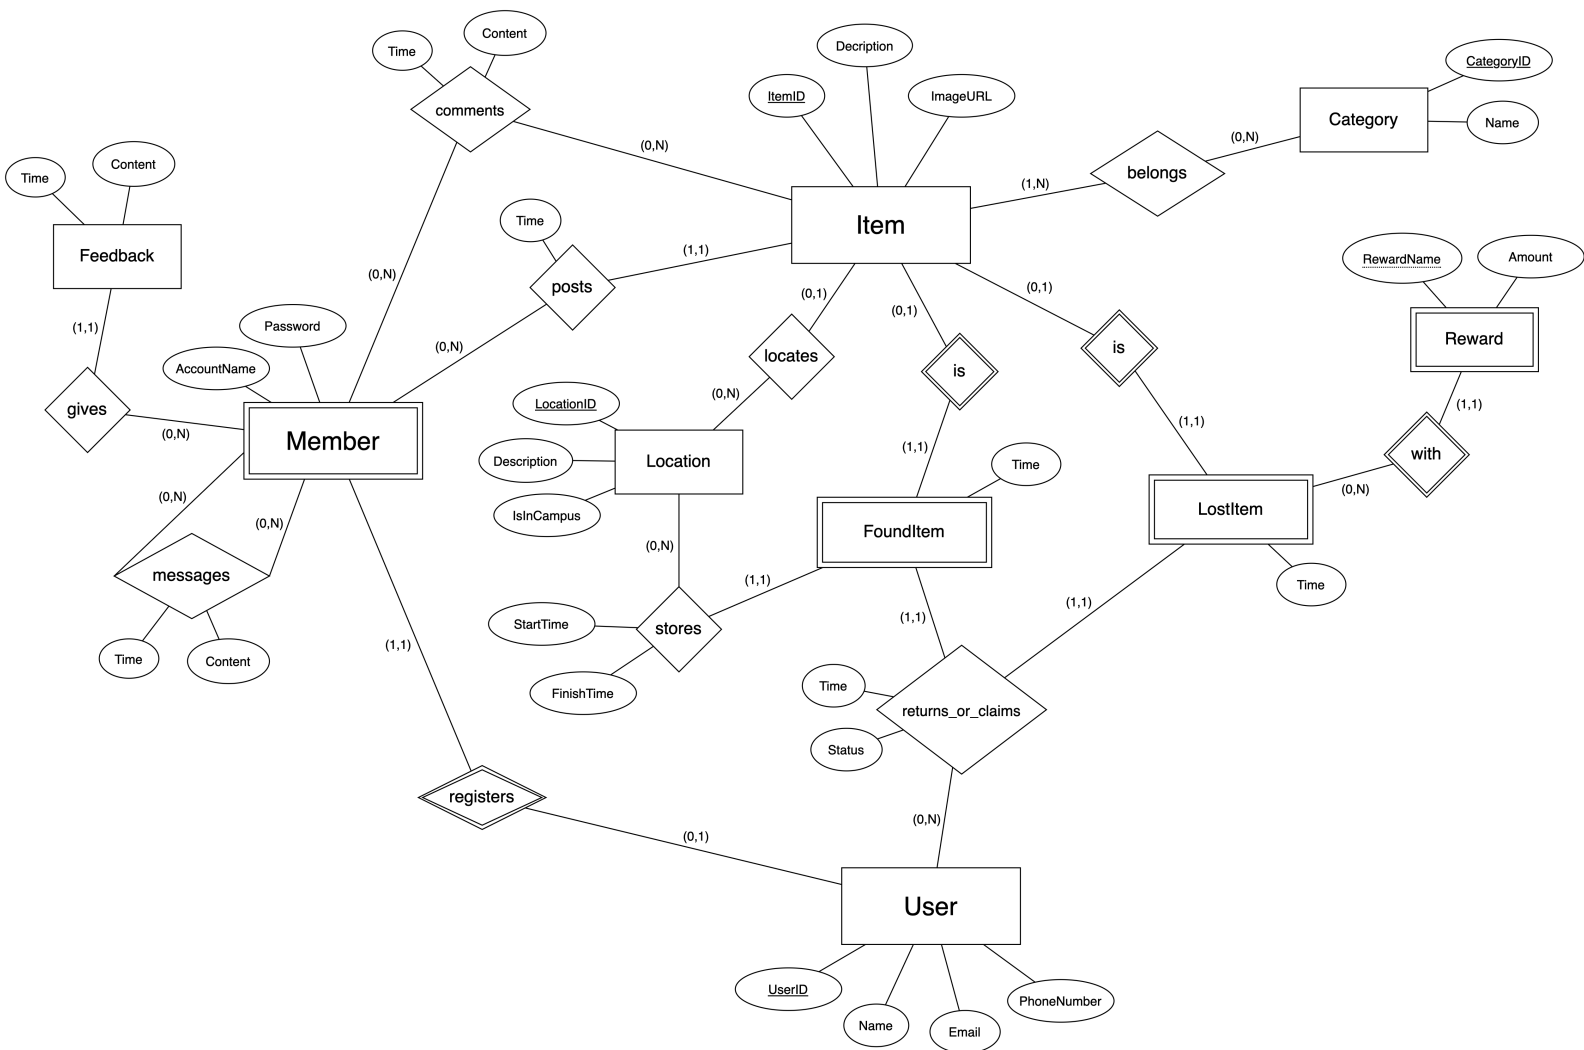 Content
Time
comments
Decription
ItemID
ImageURL
(0,N)
CategoryID
Category
Name
(0,N)
belongs
(1,N)
Item
Content
Time
Feedback
Time
posts
(1,1)
(0,N)
(0,N)
(1,1)
gives
(0,N)
Password
AccountName
Member
(0,1)
locates
(0,N)
(0,1)
is
(1,1)
(0,1)
is
(1,1)
RewardName
Amount
Reward
(1,1)
with
(0,N)
LocationID
Description
IsInCampus
Location
(0,N)
Time
FoundItem
LostItem
Time
(0,N)
(0,N)
messages
Time
Content
(1,1)
StartTime
FinishTime
stores
(1,1)
(1,1)
(1,1)
Time
Status
returns_or_claims
(0,N)
registers
(0,1)
User
UserID
Name
Email
PhoneNumber